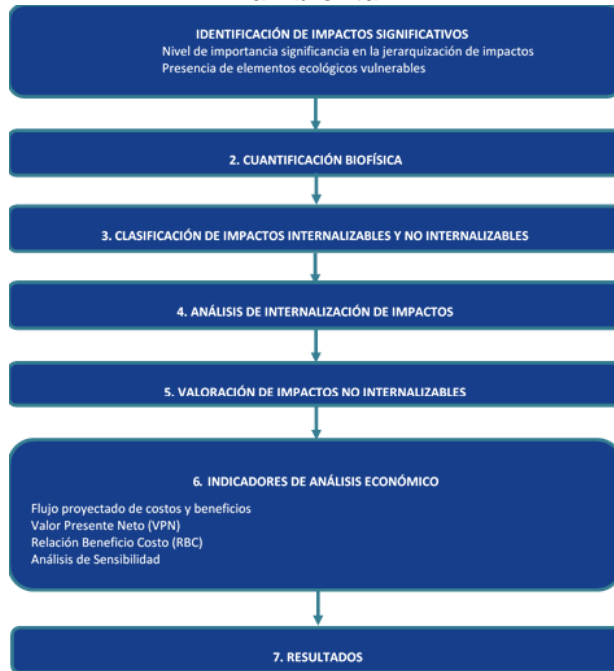 IDENTIFICACIÓN DE IMPACTOS SIGNIFICATIVOS
Nivel de importancia significancia en la jerarquización de impactos
Presencia de elementos ecológicos vulnerables
2. CUANTIFICACIÓN BIOFÍSICA
3. CLASIFICACIÓN DE IMPACTOS INTERNALIZABLES Y NO INTERNALIZABLES
4. ANÁLISIS DE INTERNALIZACIÓN DE IMPACTOS
5. VALORACIÓN DE IMPACTOS NO INTERNALIZABLES
6. INDICADORES DE ANÁLISIS ECONÓMICO
Flujo proyectado de costos y beneficios
Valor Presente Neto (VPN)
Relación Beneficio Costo (RBC)
Análisis de Sensibilidad
7. RESULTADOS